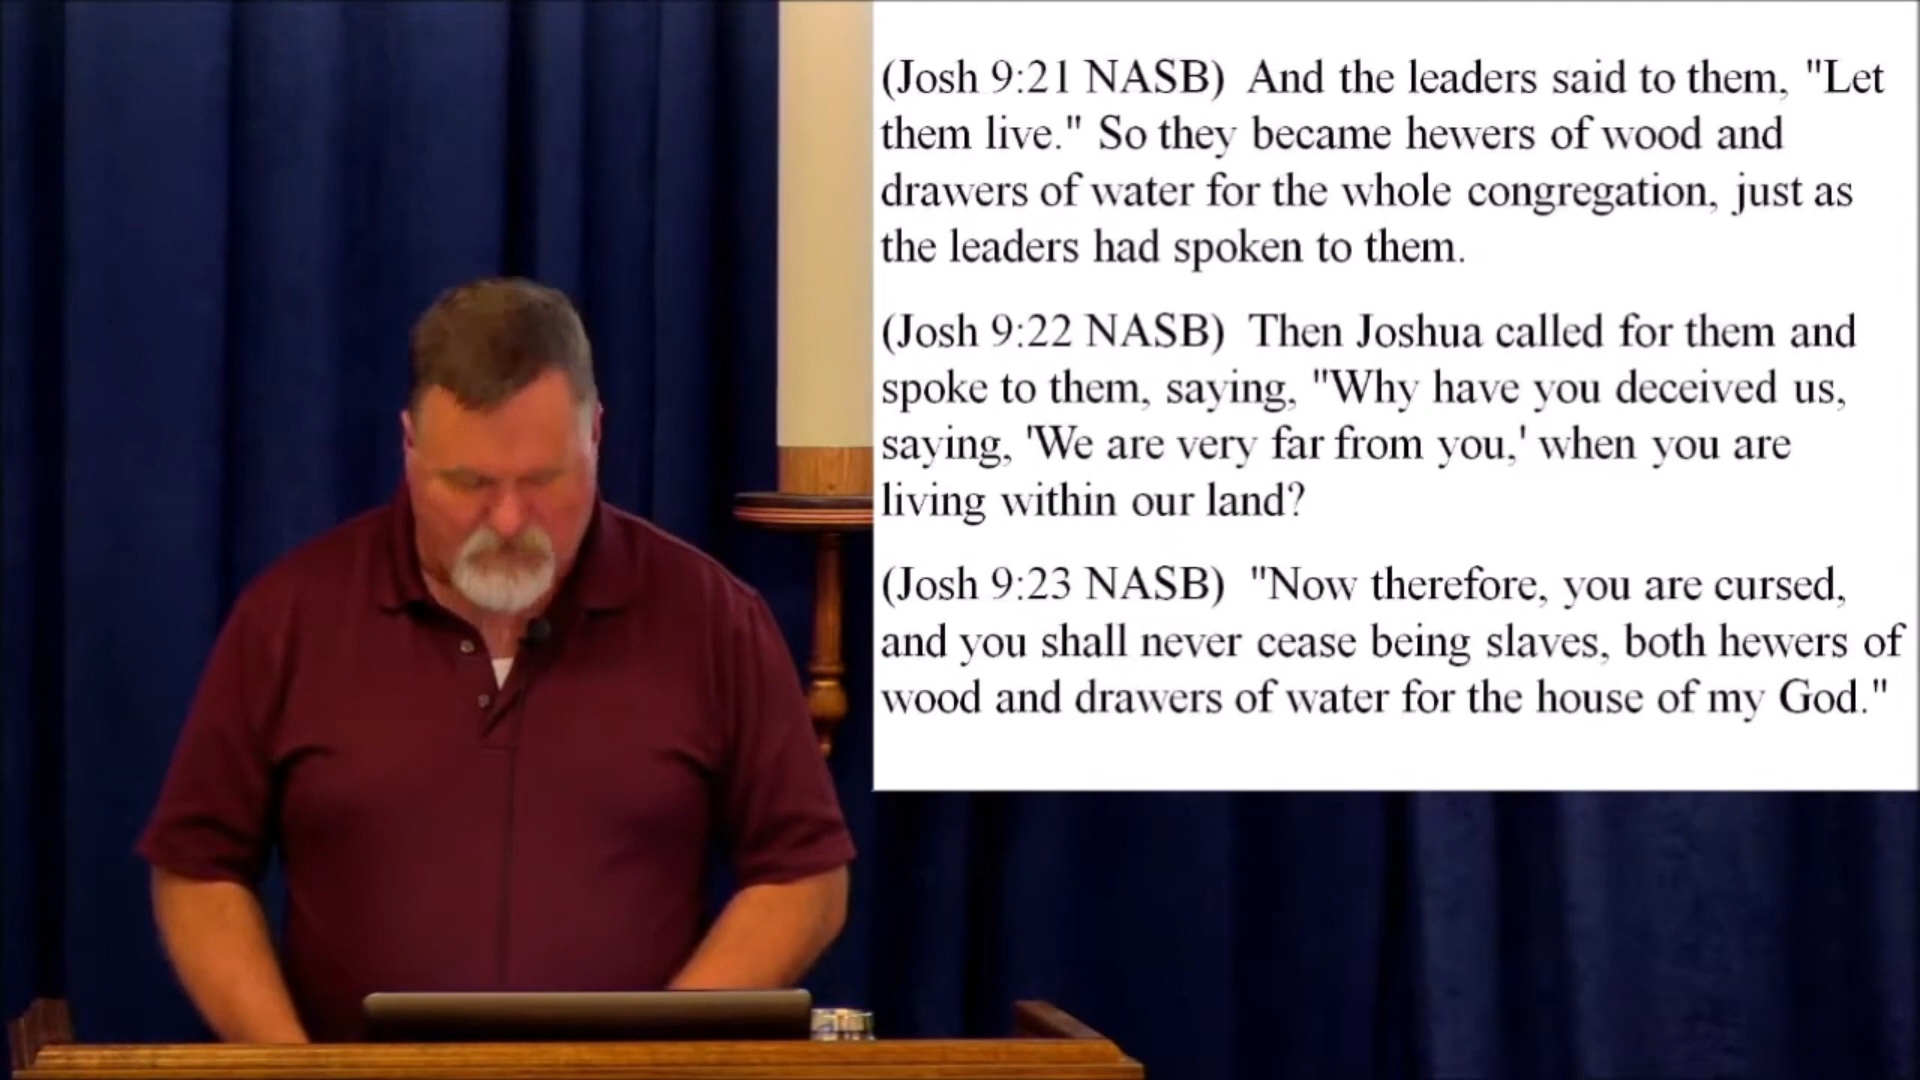 (Josh 9:21 NASB)  And the leaders said to them, "Let
them live." So they became hewers of wood and
drawers of water for the whole congregation, just as
the leaders had spoken to them.
(Josh 9:22 NASB)  Then Joshua called for them and
spoke to them, saying, "Why have you deceived us,
saying, 'We are very far from you,' when you are
living within our land?
(Josh 9:23 NASB)  "Now therefore, you are cursed,
and you shall never cease being slaves, both hewers of
wood and drawers of water for the house of my God."